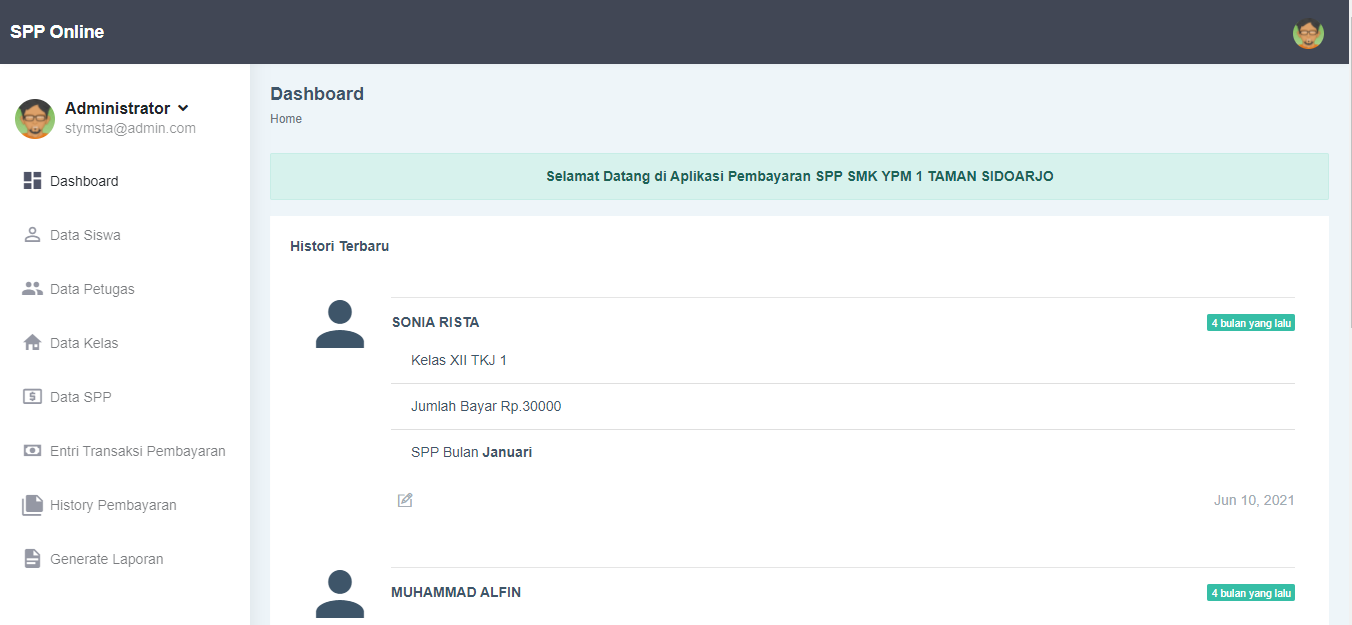 SPP Online
Administrator
stymsta@admin.com
Dashboard
Data Siswa
Data Petugas
Data Kelas
Data SPP
Entri Transaksi Pembayaran
History Pembayaran
Generate Laporan
Dashboard
Home
Selamat Datang di Aplikasi Pembayaran SPP SMK YPM 1 TAMAN SIDOARJO
Histori Terbaru
SONIA RISTA 4 bulan yang lalu
Kelas XII TKJ 1
Jumlah Bayar Rp.30000
SPP Bulan Januari
Jun 10, 2021
MUHAMMAD ALFIN 4 bulan yang lalu